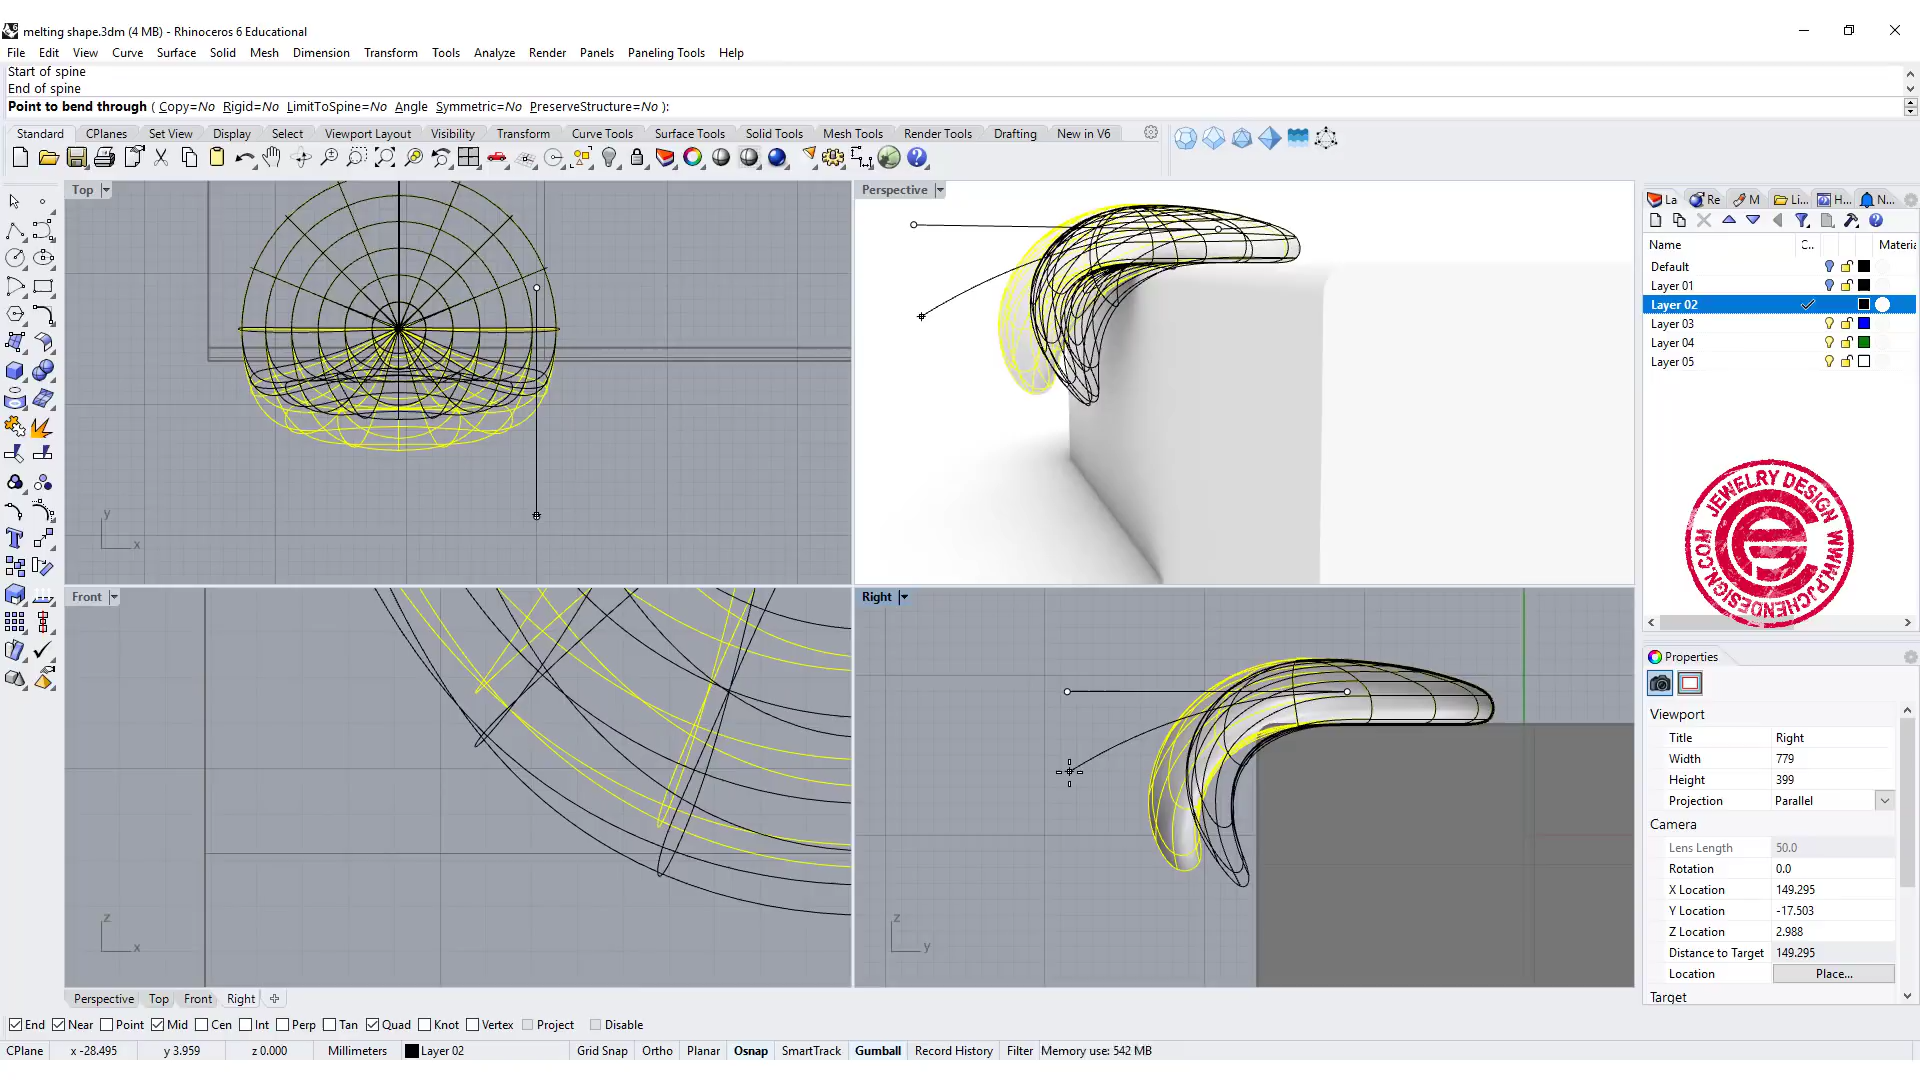 melting shape.3dm (4 MB) - Rhinoceros 6 Educational
File Edit View Curve Surface Solid Mesh Dimension Transform Tools Analyze Render Panels Paneling Tools Help
Start of spine
End of spine
Point to bend through ( Copy=No Rigid=No LimitToSpine=No Angle Symmetric=No PreserveStructure=No ):
Standard CPlanes Set View Display Select Viewport Layout Visibility Transform Curve Tools Surface Tools Solid Tools Mesh Tools Render Tools Drafting New in V6
Top
Perspective
Front
Right
y
x
z
x
z
y
La Re M Li... H... N...
Name C.. Materia
Default
Layer 01
Layer 02
Layer 03
Layer 04
Layer 05
JEWELRY DESIGN
WWW.PJCHENDESIGN.COM
Properties
Viewport
Title Right
Width 779
Height 399
Projection Parallel
Camera
Lens Length 50.0
Rotation 0.0
X Location 149.295
Y Location -17.503
Z Location 2.988
Distance to Target 149.295
Location Place...
Target
Perspective Top Front Right
End Near Point Mid Cen Int Perp Tan Quad Knot Vertex Project Disable
CPlane x -28.495 y 3.959 z 0.000 Millimeters Layer 02 Grid Snap Ortho Planar Osnap SmartTrack Gumball Record History Filter Memory use: 542 MB